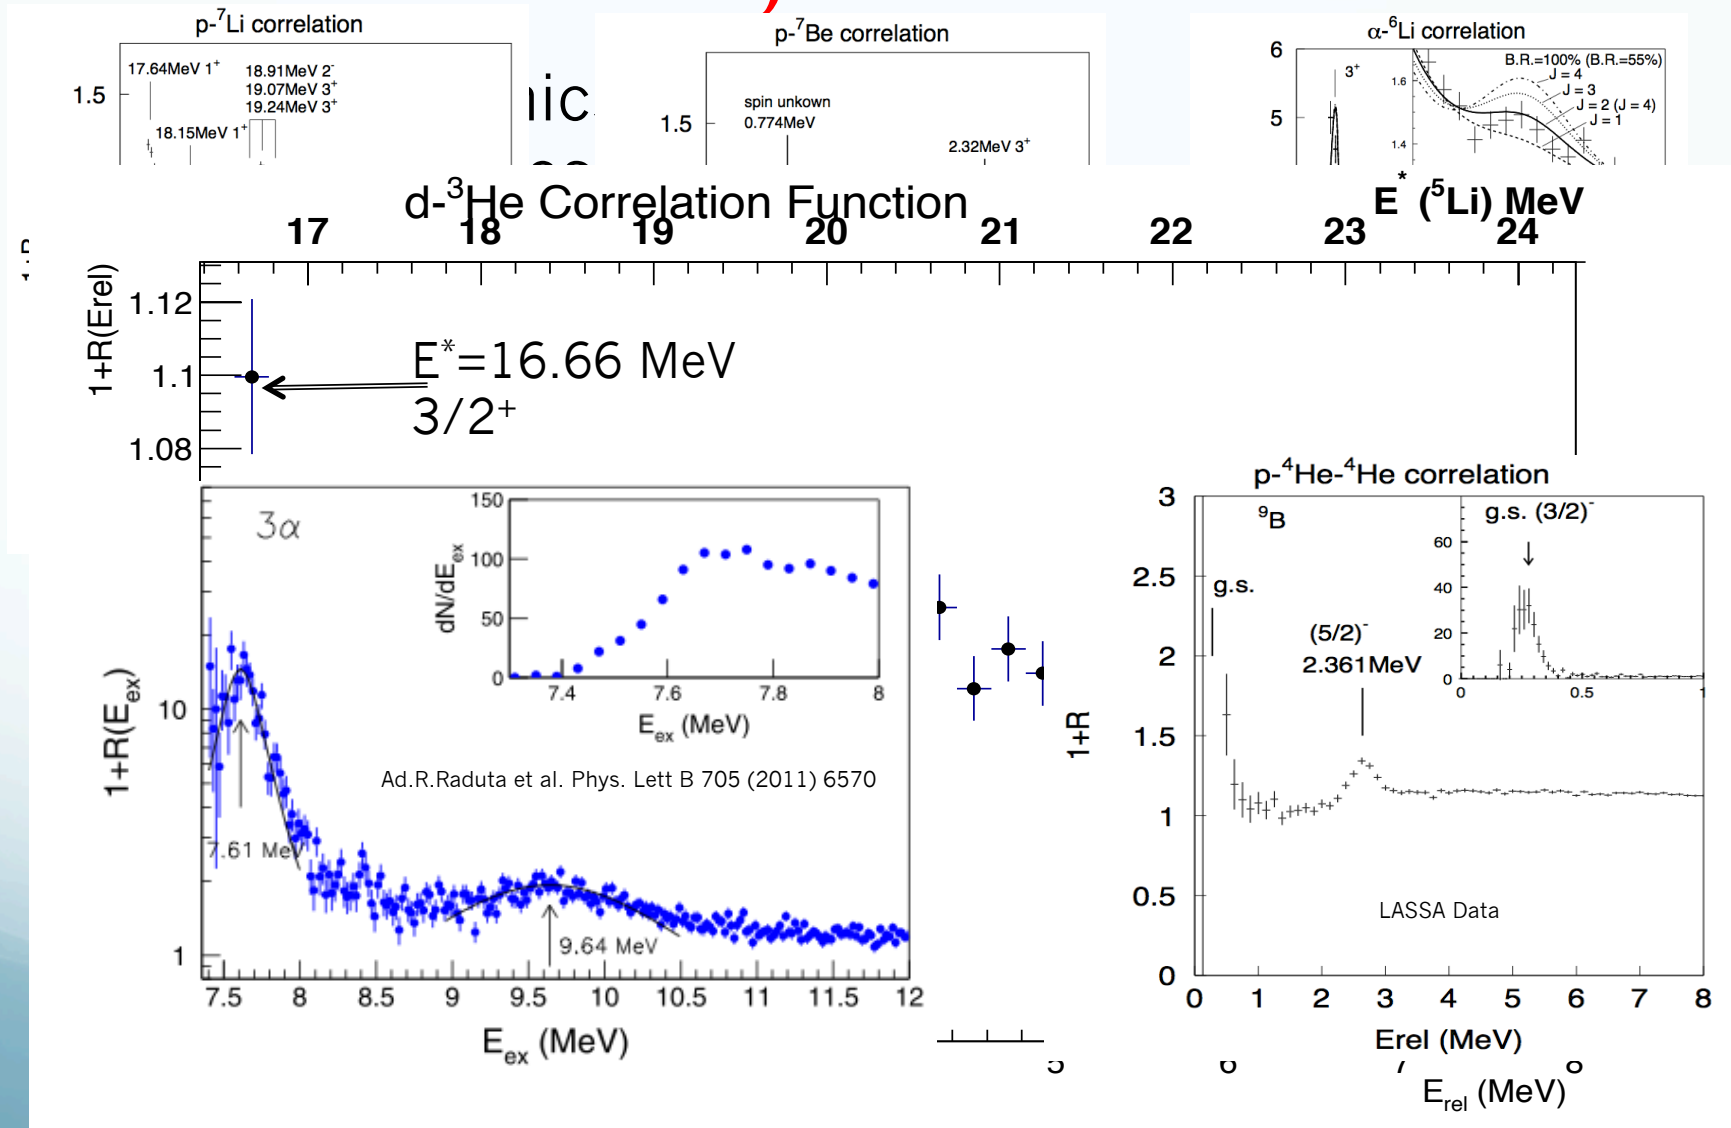 p-⁷Li correlation
17.64MeV 1⁺
18.91MeV 2⁻
19.07MeV 3⁺
19.24MeV 3⁺
18.15MeV 1⁺
1.5
p-⁷Be correlation
spin unkown
0.774MeV
2.32MeV 3⁺
1.5
α-⁶Li correlation
B.R.=100% (B.R.=55%)
J = 4
J = 3
J = 2 (J = 4)
J = 1
3⁺
6
5
1.6
1.4
d-³He Correlation Function
E* (⁵Li) MeV
17 18 19 20 21 22 23 24
1+R(Erel)
1.12
1.1
1.08
E*=16.66 MeV
3/2⁺
3α
150
100
50
0
dN/dE_ex
7.4 7.6 7.8 8
E_ex (MeV)
Ad.R.Raduta et al. Phys. Lett B 705 (2011) 6570
1+R(E_ex)
10
1
7.61 MeV
9.64 MeV
7.5 8 8.5 9 9.5 10 10.5 11 11.5 12
E_ex (MeV)
p-⁴He-⁴He correlation
⁹B
g.s.
(5/2)⁻
2.361MeV
g.s. (3/2)⁻
60
40
20
0
0 0.5 1
1+R
3
2.5
2
1.5
1
0.5
0
LASSA Data
0 1 2 3 4 5 6 7 8
Erel (MeV)
E_rel (MeV)